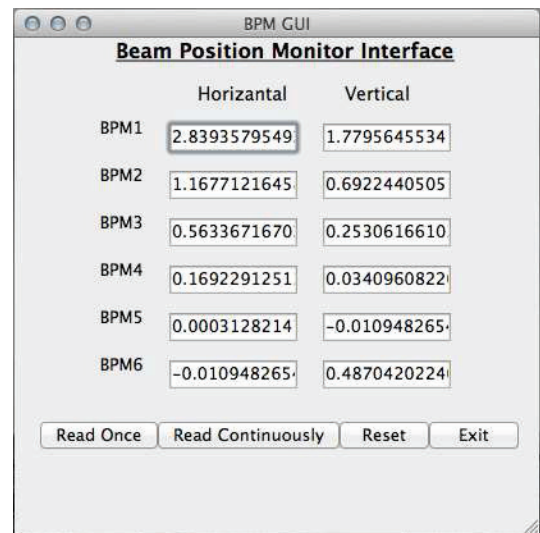 BPM GUI
Beam Position Monitor Interface
Horizantal Vertical
BPM1 2.8393579549 1.7795645534
BPM2 1.1677121645 0.6922440505
BPM3 0.5633671670 0.2530616610
BPM4 0.1692291251 0.0340960822
BPM5 0.0003128214 -0.010948265
BPM6 -0.010948265 0.4870420224
Read Once Read Continuously Reset Exit